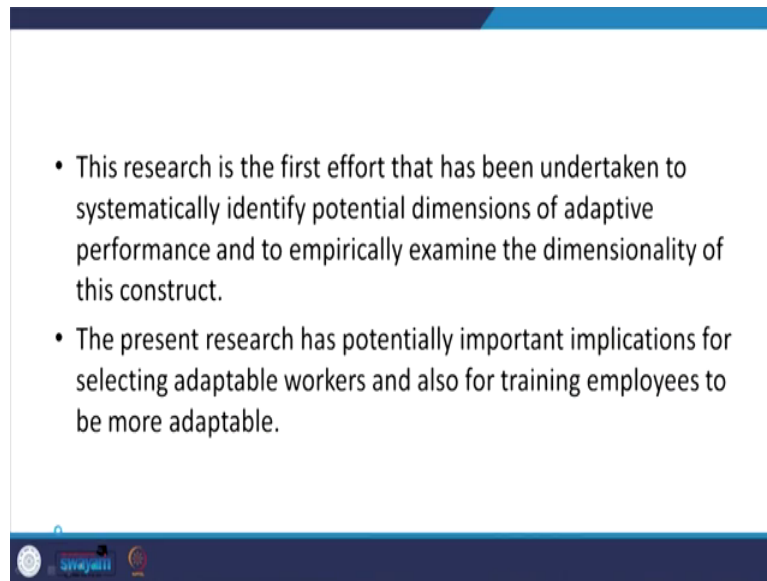 • This research is the first effort that has been undertaken to
systematically identify potential dimensions of adaptive
performance and to empirically examine the dimensionality of
this construct.
• The present research has potentially important implications for
selecting adaptable workers and also for training employees to
be more adaptable.
swayam